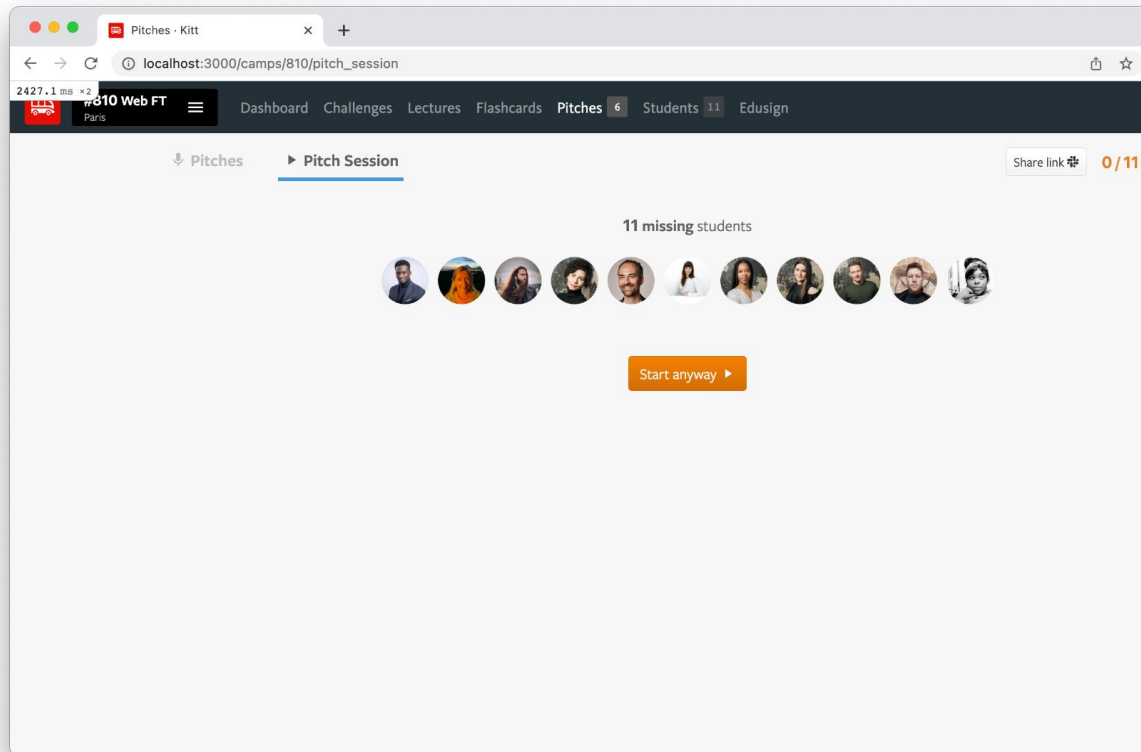 Pitches · Kitt
localhost:3000/camps/810/pitch_session
2427.1 ms ×2
#810 Web FT
Paris
Dashboard Challenges Lectures Flashcards Pitches 6 Students 11 Edusign
Pitches Pitch Session Share link 0 / 11
11 missing students
Start anyway